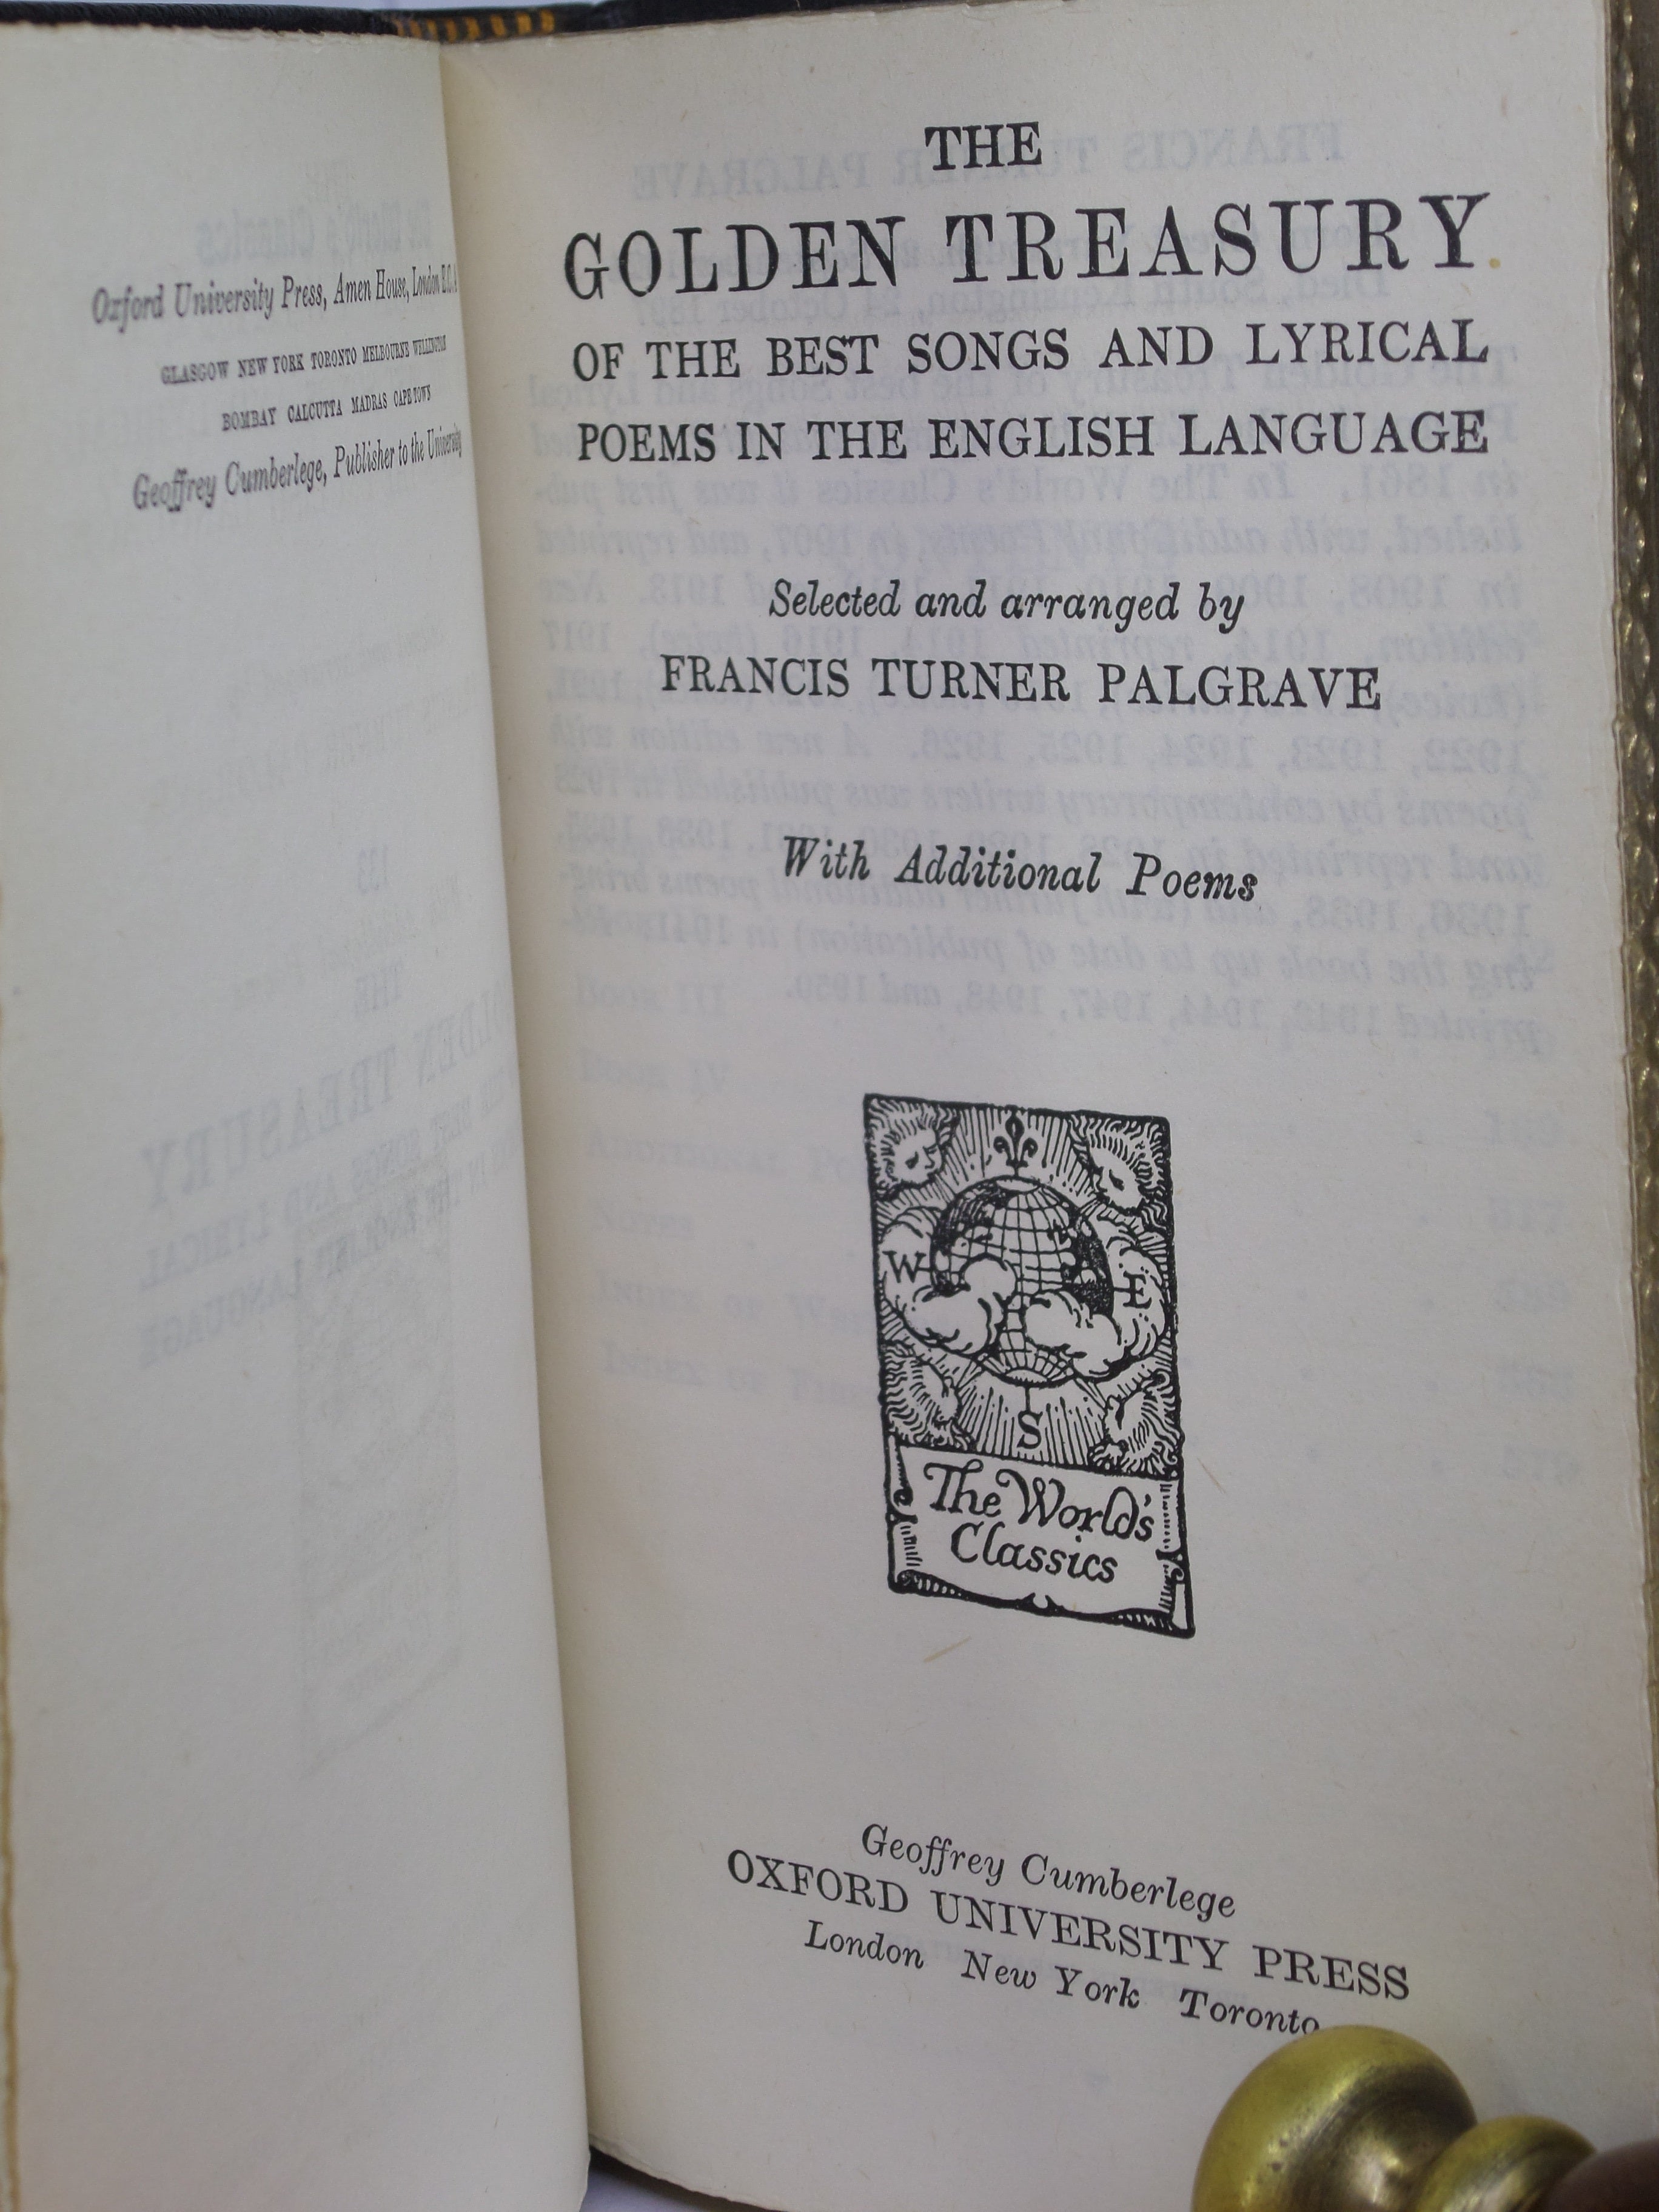 Oxford University Press, Amen House, London E.C.4
GLASGOW NEW YORK TORONTO MELBOURNE WELLINGTON
BOMBAY CALCUTTA MADRAS CAPE TOWN
Geoffrey Cumberlege, Publisher to the University
THE
GOLDEN TREASURY
OF THE BEST SONGS AND LYRICAL
POEMS IN THE ENGLISH LANGUAGE
Selected and arranged by
FRANCIS TURNER PALGRAVE
With Additional Poems
W E
S
The World's
Classics
Geoffrey Cumberlege
OXFORD UNIVERSITY PRESS
London New York Toronto